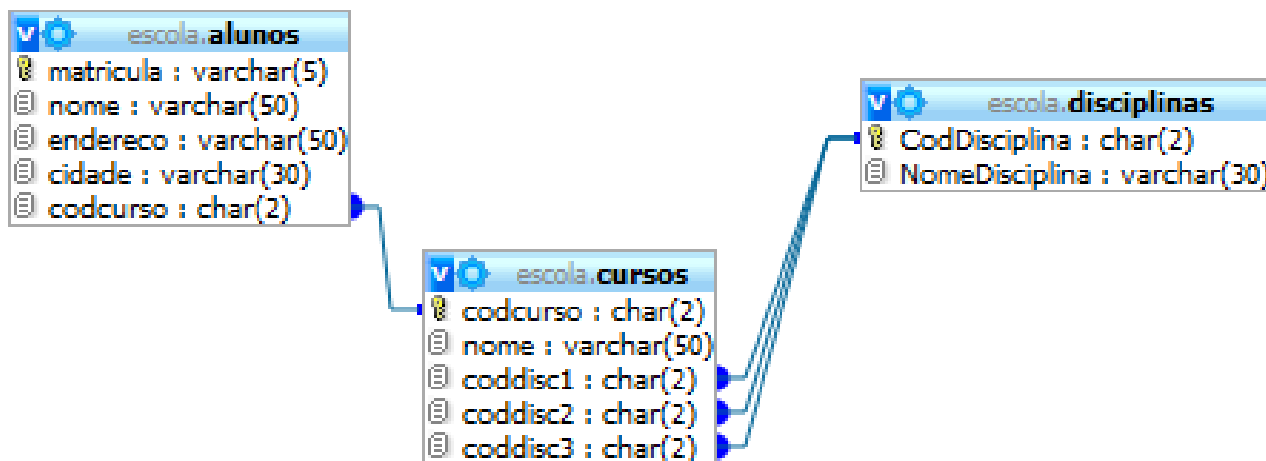 escola.alunos
matricula : varchar(5)
nome : varchar(50)
endereco : varchar(50)
cidade : varchar(30)
codcurso : char(2)
escola.disciplinas
CodDisciplina : char(2)
NomeDisciplina : varchar(30)
escola.cursos
codcurso : char(2)
nome : varchar(50)
coddisc1 : char(2)
coddisc2 : char(2)
coddisc3 : char(2)